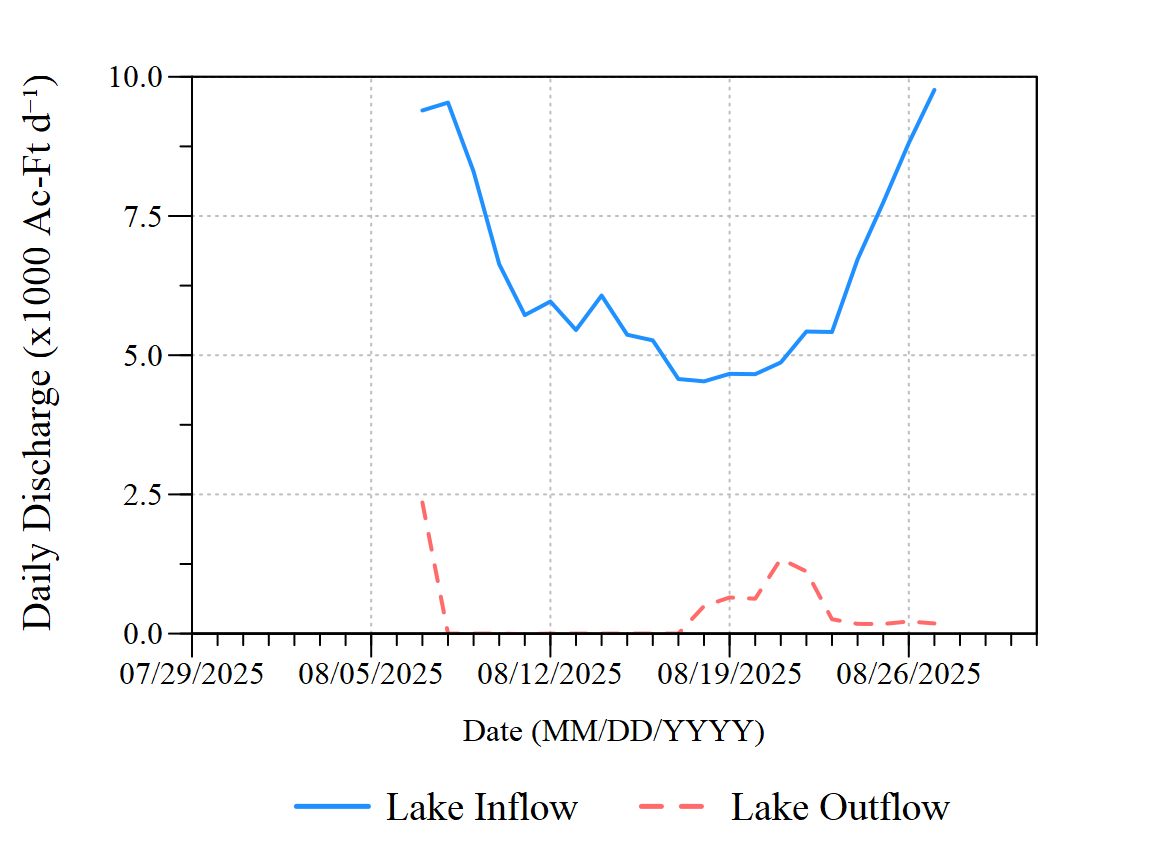 Daily Discharge (x1000 Ac-Ft d⁻¹)
10.0
7.5
5.0
2.5
0.0
07/29/2025 08/05/2025 08/12/2025 08/19/2025 08/26/2025
Date (MM/DD/YYYY)
Lake Inflow Lake Outflow